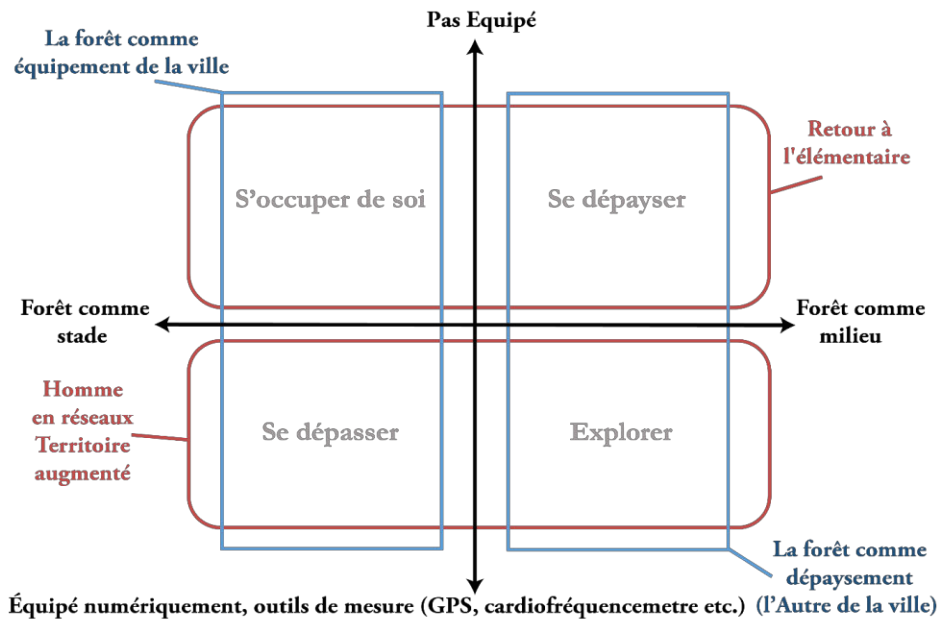 Pas Equipé
La forêt comme
équipement de la ville
Retour à
l'élémentaire
S'occuper de soi
Se dépayser
Forêt comme
stade
Forêt comme
milieu
Homme
en réseaux
Territoire
augmenté
Se dépasser
Explorer
La forêt comme
dépaysement
(l'Autre de la ville)
Équipé numériquement, outils de mesure (GPS, cardiofréquencemetre etc.)